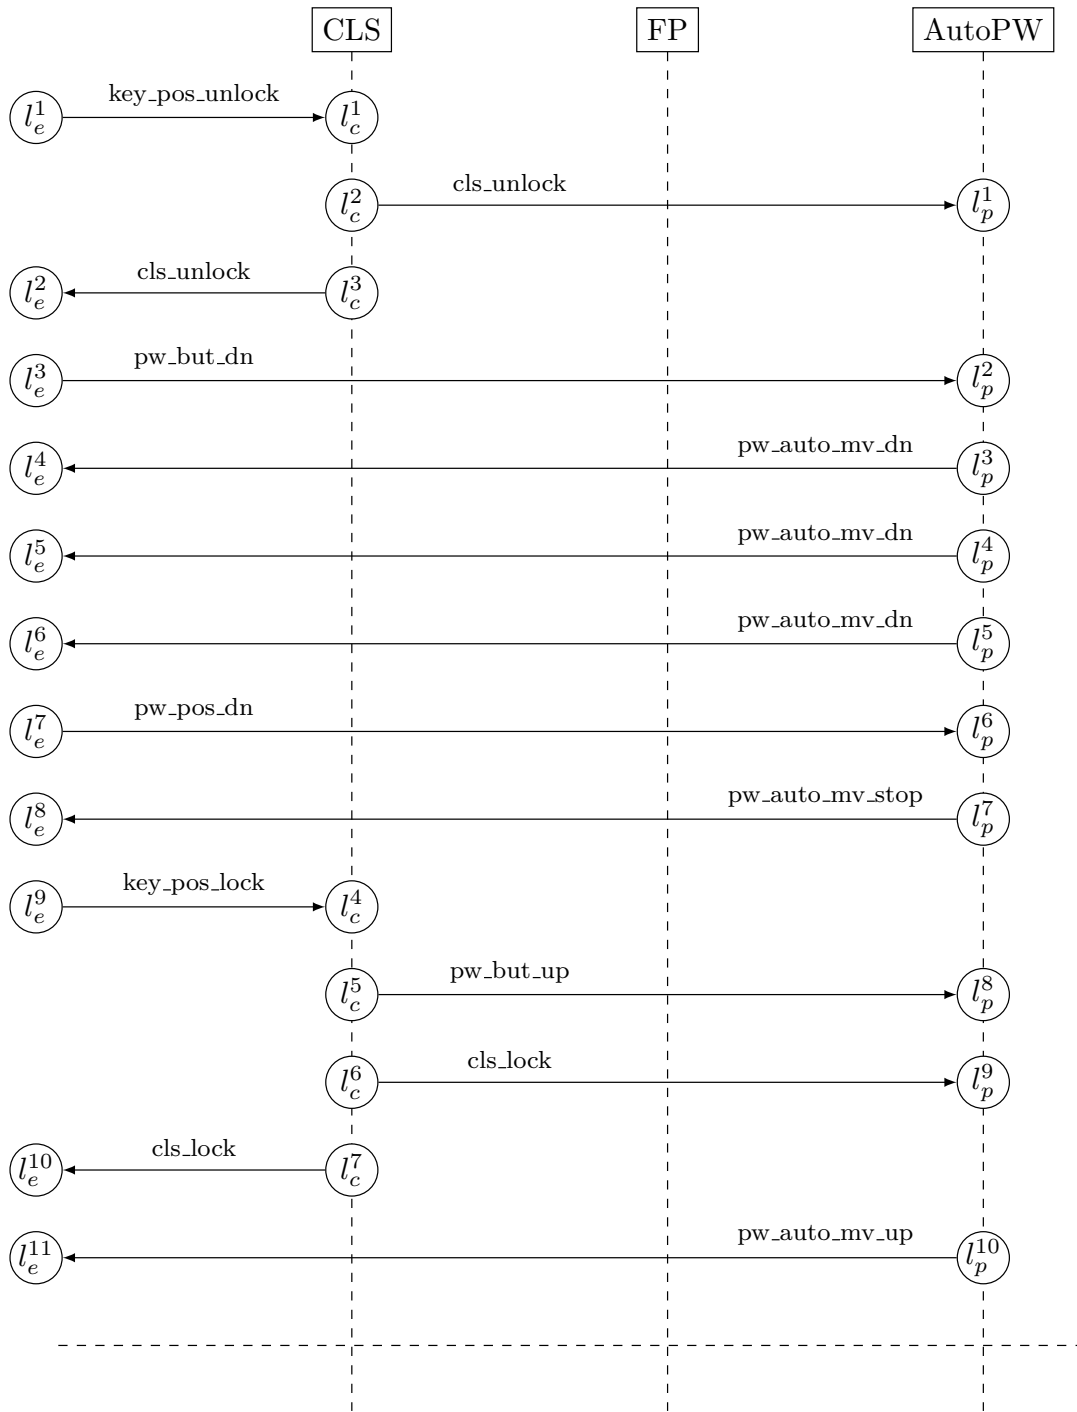 CLS FP AutoPW
key_pos_unlock
l_e^1 l_c^1
cls_unlock
l_c^2 l_p^1
cls_unlock
l_e^2 l_c^3
pw_but_dn
l_e^3 l_p^2
pw_auto_mv_dn
l_e^4 l_p^3
pw_auto_mv_dn
l_e^5 l_p^4
pw_auto_mv_dn
l_e^6 l_p^5
pw_pos_dn
l_e^7 l_p^6
pw_auto_mv_stop
l_e^8 l_p^7
key_pos_lock
l_e^9 l_c^4
pw_but_up
l_c^5 l_p^8
cls_lock
l_c^6 l_p^9
cls_lock
l_e^10 l_c^7
pw_auto_mv_up
l_e^11 l_p^10